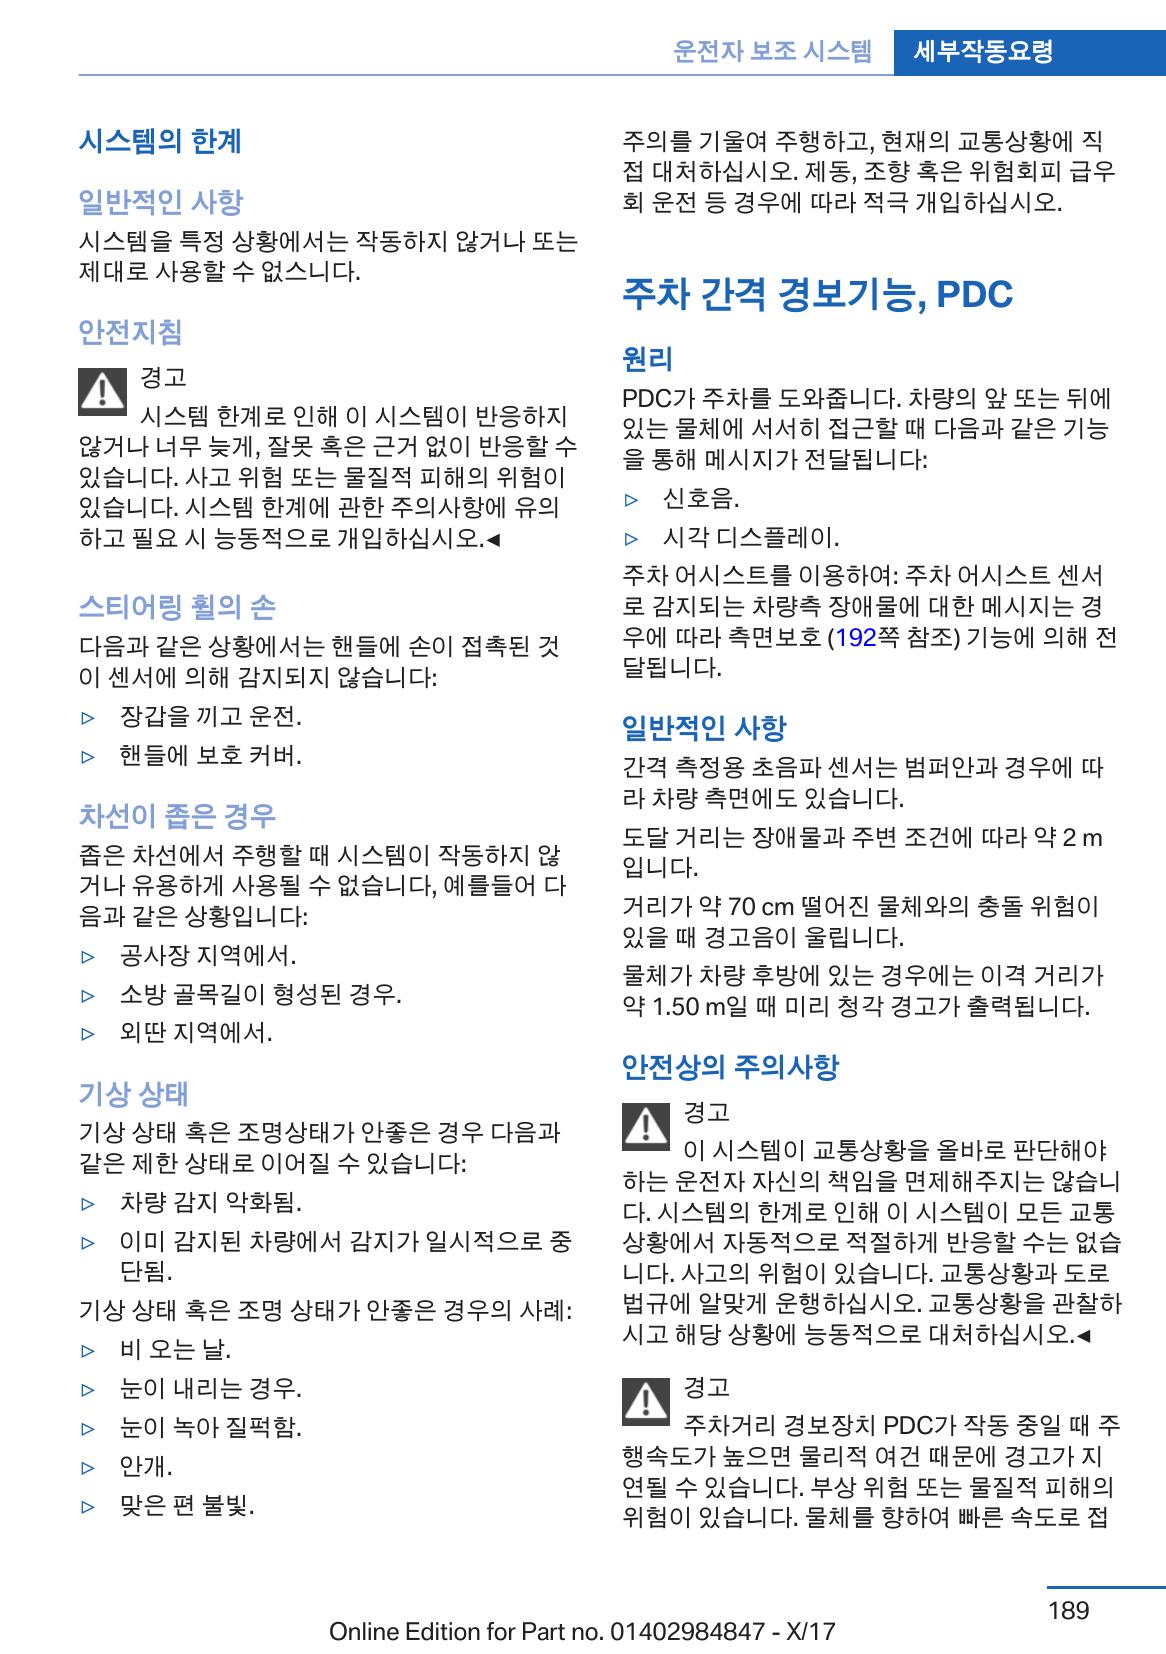 운전자 보조 시스템 세부작동요령
시스템의 한계
일반적인 사항
시스템을 특정 상황에서는 작동하지 않거나 또는
제대로 사용할 수 없스니다.
안전지침
경고
시스템 한계로 인해 이 시스템이 반응하지
않거나 너무 늦게, 잘못 혹은 근거 없이 반응할 수
있습니다. 사고 위험 또는 물질적 피해의 위험이
있습니다. 시스템 한계에 관한 주의사항에 유의
하고 필요 시 능동적으로 개입하십시오.◄
스티어링 휠의 손
다음과 같은 상황에서는 핸들에 손이 접촉된 것
이 센서에 의해 감지되지 않습니다:
▷ 장갑을 끼고 운전.
▷ 핸들에 보호 커버.
차선이 좁은 경우
좁은 차선에서 주행할 때 시스템이 작동하지 않
거나 유용하게 사용될 수 없습니다, 예를들어 다
음과 같은 상황입니다:
▷ 공사장 지역에서.
▷ 소방 골목길이 형성된 경우.
▷ 외딴 지역에서.
기상 상태
기상 상태 혹은 조명상태가 안좋은 경우 다음과
같은 제한 상태로 이어질 수 있습니다:
▷ 차량 감지 악화됨.
▷ 이미 감지된 차량에서 감지가 일시적으로 중
단됨.
기상 상태 혹은 조명 상태가 안좋은 경우의 사례:
▷ 비 오는 날.
▷ 눈이 내리는 경우.
▷ 눈이 녹아 질퍽함.
▷ 안개.
▷ 맞은 편 불빛.
주의를 기울여 주행하고, 현재의 교통상황에 직
접 대처하십시오. 제동, 조향 혹은 위험회피 급우
회 운전 등 경우에 따라 적극 개입하십시오.
주차 간격 경보기능, PDC
원리
PDC가 주차를 도와줍니다. 차량의 앞 또는 뒤에
있는 물체에 서서히 접근할 때 다음과 같은 기능
을 통해 메시지가 전달됩니다:
▷ 신호음.
▷ 시각 디스플레이.
주차 어시스트를 이용하여: 주차 어시스트 센서
로 감지되는 차량측 장애물에 대한 메시지는 경
우에 따라 측면보호 (192쪽 참조) 기능에 의해 전
달됩니다.
일반적인 사항
간격 측정용 초음파 센서는 범퍼안과 경우에 따
라 차량 측면에도 있습니다.
도달 거리는 장애물과 주변 조건에 따라 약 2 m
입니다.
거리가 약 70 cm 떨어진 물체와의 충돌 위험이
있을 때 경고음이 울립니다.
물체가 차량 후방에 있는 경우에는 이격 거리가
약 1.50 m일 때 미리 청각 경고가 출력됩니다.
안전상의 주의사항
경고
이 시스템이 교통상황을 올바로 판단해야
하는 운전자 자신의 책임을 면제해주지는 않습니
다. 시스템의 한계로 인해 이 시스템이 모든 교통
상황에서 자동적으로 적절하게 반응할 수는 없습
니다. 사고의 위험이 있습니다. 교통상황과 도로
법규에 알맞게 운행하십시오. 교통상황을 관찰하
시고 해당 상황에 능동적으로 대처하십시오.◄
경고
주차거리 경보장치 PDC가 작동 중일 때 주
행속도가 높으면 물리적 여건 때문에 경고가 지
연될 수 있습니다. 부상 위험 또는 물질적 피해의
위험이 있습니다. 물체를 향하여 빠른 속도로 접
189
Online Edition for Part no. 01402984847 - X/17